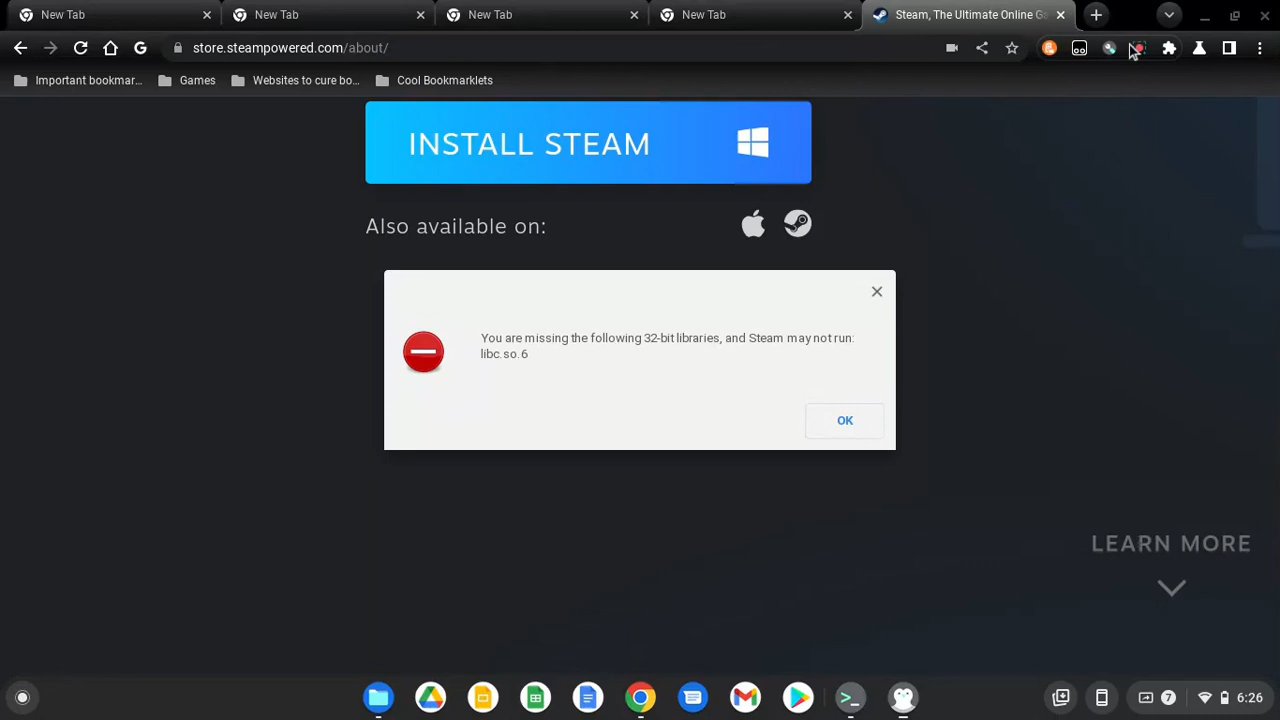 New Tab
New Tab
New Tab
New Tab
Steam, The Ultimate Online Ga
store.steampowered.com/about/
Important bookmar...
Games
Websites to cure bo...
Cool Bookmarklets
INSTALL STEAM
Also available on:
You are missing the following 32-bit libraries, and Steam may not run:
libc.so.6
OK
LEARN MORE
7
6:26